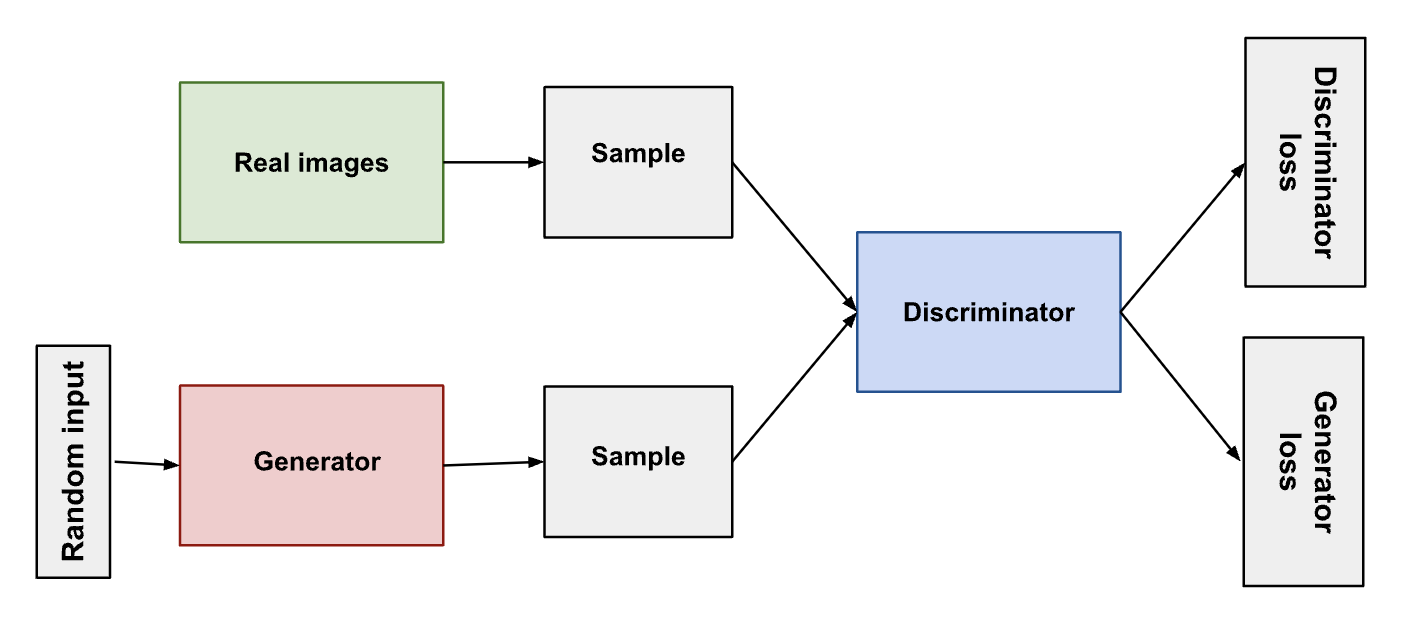 Real images
Sample
Discriminator
loss
Discriminator
Random input
Generator
Sample
Generator
loss